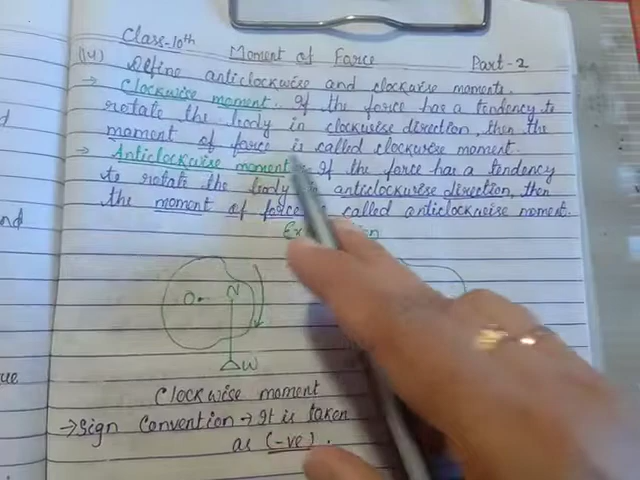 Class-10th Moment of Force Part-2
Define anticlockwise and clockwise moments.
→ Clockwise moment. If the force has a tendency to
rotate the body in clockwise direction, then the
moment of force is called clockwise moment.
→ Anticlockwise moment If the force has a tendency
to rotate the body anticlockwise direction, then
the moment of force called anticlockwise moment.
O N
W
Clockwise moment
→ Sign convention → It is taken
as (-ve).